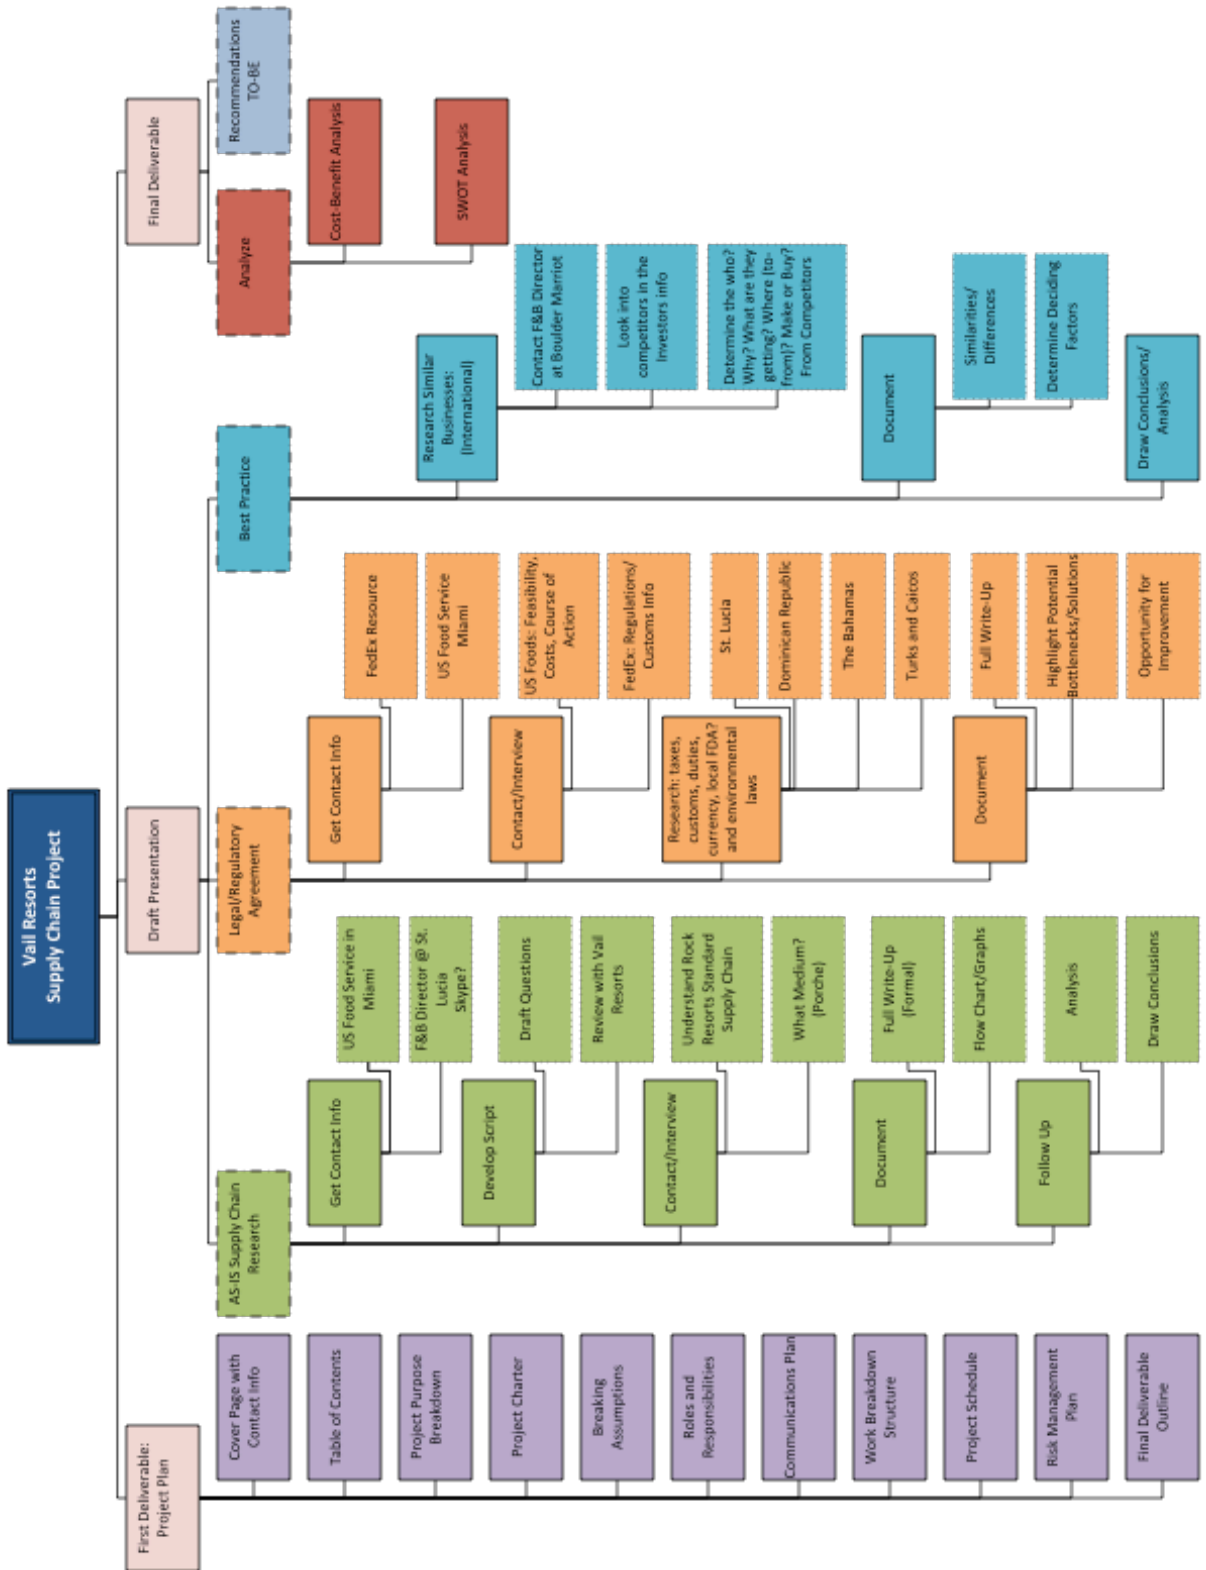 Vail Resorts
Supply Chain Project
First Deliverable:
Project Plan
Cover Page with
Contact Info
Table of Contents
Project Purpose
Breakdown
Project Charter
Breaking
Assumptions
Roles and
Responsibilities
Communications Plan
Work Breakdown
Structure
Project Schedule
Risk Management
Plan
Final Deliverable
Outline
Draft Presentation
AS-IS Supply Chain
Research
Get Contact Info
US Food Service in
Miami
F&B Director @ St.
Lucia
Skype?
Develop Script
Draft Questions
Review with Vail
Resorts
Contact/Interview
Understand Rock
Resorts Standard
Supply Chain
What Medium?
(Porche)
Document
Full Write-Up
(Formal)
Flow Chart/Graphs
Follow Up
Analysis
Draw Conclusions
Legal/Regulatory
Agreement
Get Contact Info
FedEx Resource
US Food Service
Miami
Contact/Interview
US Foods: Feasibility,
Costs, Course of
Action
FedEx: Regulations/
Customs Info
Research: taxes,
customs, duties,
currency, local FDA?
and environmental
laws
St. Lucia
Dominican Republic
The Bahamas
Turks and Caicos
Document
Full Write-Up
Highlight Potential
Bottlenecks/Solutions
Opportunity for
Improvement
Best Practice
Research Similar
Businesses:
(International)
Contact F&B Director
at Boulder Marriot
Look into
competitors in the
Investors info
Determine the who?
Why? What are they
getting? Where (to-
from)? Make or Buy?
From Competitors
Document
Similarities/
Differences
Determine Deciding
Factors
Draw Conclusions/
Analysis
Final Deliverable
Analyze
Cost-Benefit Analysis
SWOT Analysis
Recommendations
TO-BE